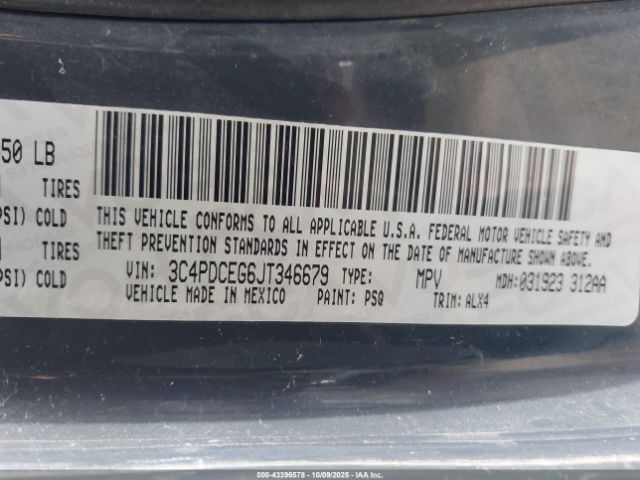 50 LB
TIRES
PSI) COLD
TIRES
PSI) COLD
THIS VEHICLE CONFORMS TO ALL APPLICABLE U.S.A. FEDERAL MOTOR VEHICLE SAFETY AND
THEFT PREVENTION STANDARDS IN EFFECT ON THE DATE OF MANUFACTURE SHOWN ABOVE.
VIN: 3C4PDCEG6JT346679 TYPE: MPV MDH: 031923 312AA
VEHICLE MADE IN MEXICO PAINT: PSQ TRIM: ALX4
000-43396578 - 10/09/2025 - IAA Inc.